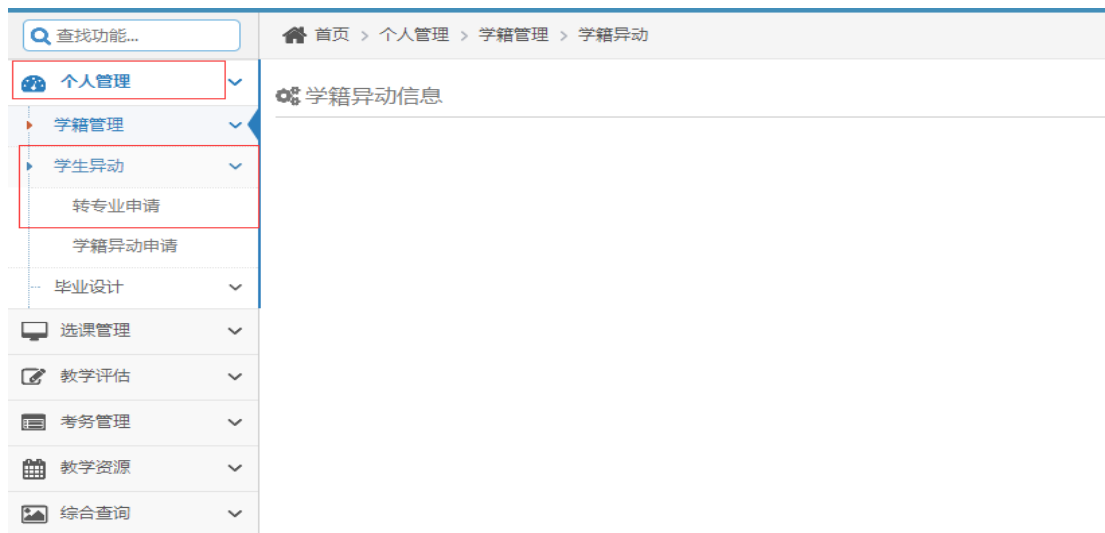 查找功能...
首页 > 个人管理 > 学籍管理 > 学籍异动
个人管理
学籍异动信息
学籍管理
学生异动
转专业申请
学籍异动申请
毕业设计
选课管理
教学评估
考务管理
教学资源
综合查询